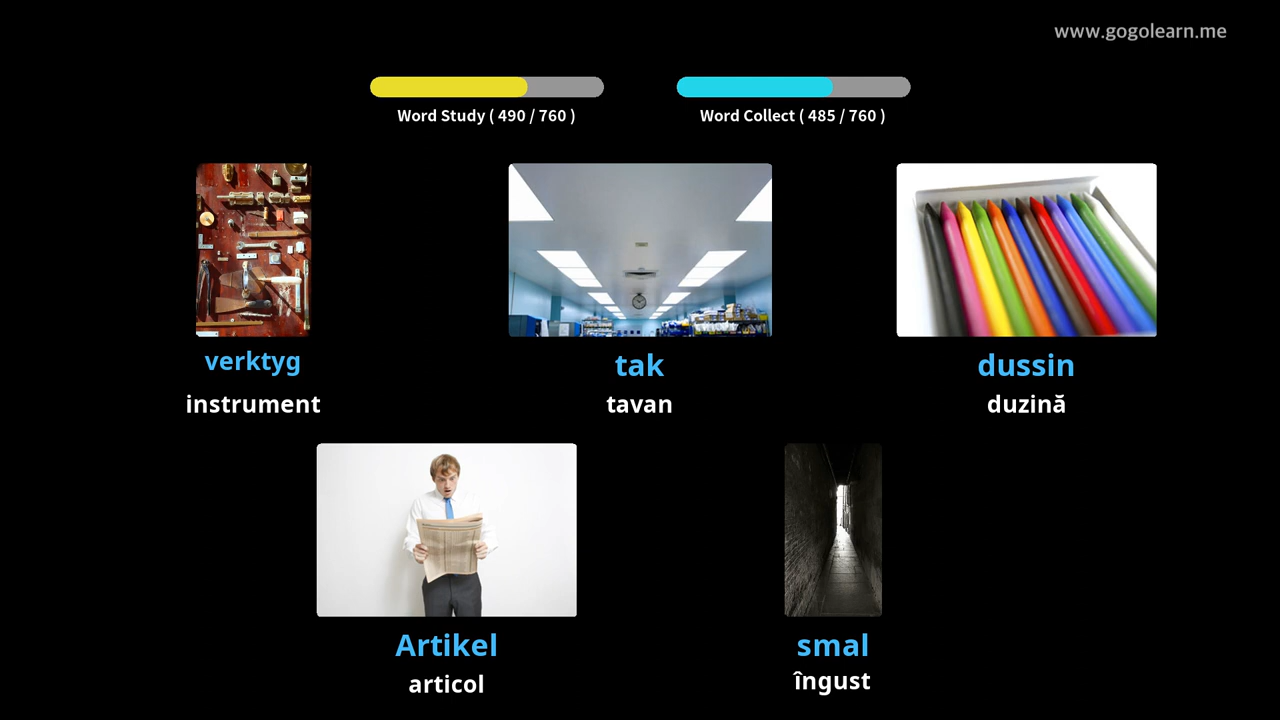 www.gogolearn.me
Word Study ( 490 / 760 )
Word Collect ( 485 / 760 )
verktyg
instrument
tak
tavan
dussin
duzină
Artikel
articol
smal
îngust